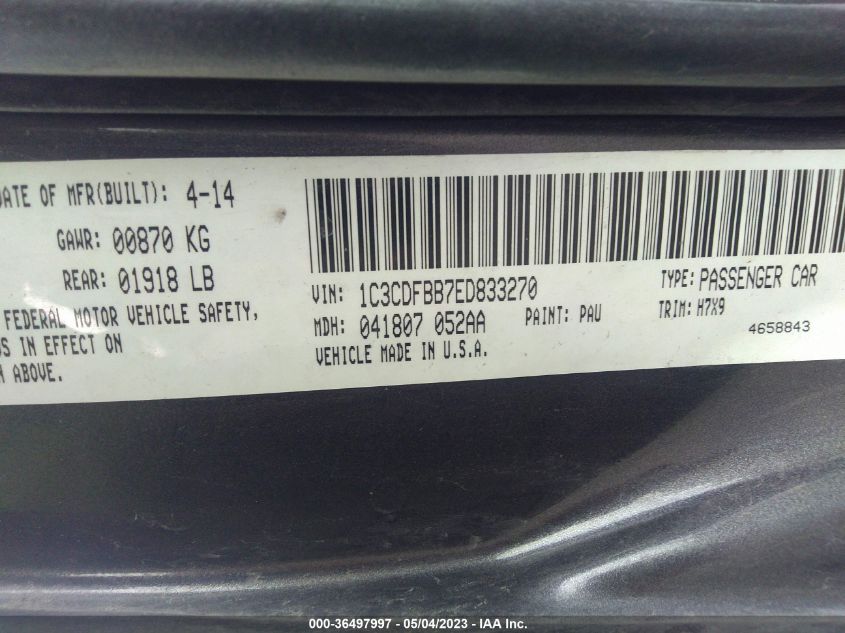 DATE OF MFR(BUILT): 4-14
GAWR: 00870 KG
REAR: 01918 LB
FEDERAL MOTOR VEHICLE SAFETY,
IN EFFECT ON
ABOVE.
VIN: 1C3CDFBB7ED833270
TYPE: PASSENGER CAR
MDH: 041807 052AA
PAINT: PAU
TRIM: H7X9
VEHICLE MADE IN U.S.A.
4658843
000-36497997 - 05/04/2023 - IAA Inc.